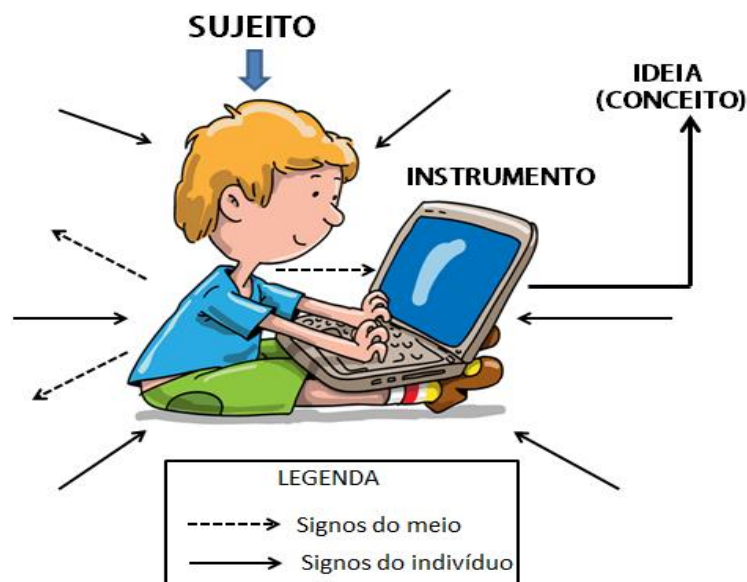 SUJEITO
IDEIA
(CONCEITO)
INSTRUMENTO
LEGENDA
Signos do meio
Signos do indivíduo